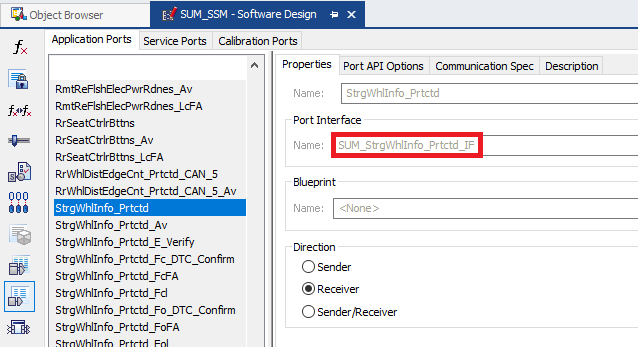 Object Browser
SUM_SSM - Software Design
Application Ports
Service Ports
Calibration Ports
RmtReFlshElecPwrRdnes_Av
RmtReFlshElecPwrRdnes_LcFA
RrSeatCtrlrBttns
RrSeatCtrlrBttns_Av
RrSeatCtrlrBttns_LcFA
RrWhlDistEdgeCnt_Prtctd_CAN_5
RrWhlDistEdgeCnt_Prtctd_CAN_5_Av
StrgWhlInfo_Prtctd
StrgWhlInfo_Prtctd_Av
StrgWhlInfo_Prtctd_E_Verify
StrgWhlInfo_Prtctd_Fc_DTC_Confirm
StrgWhlInfo_Prtctd_FcFA
StrgWhlInfo_Prtctd_Fcl
StrgWhlInfo_Prtctd_Fo_DTC_Confirm
StrgWhlInfo_Prtctd_FoFA
StrgWhlInfo_Prtctd_Fol
Properties
Port API Options
Communication Spec
Description
Name: StrgWhlInfo_Prtctd
Port Interface
Name: SUM_StrgWhlInfo_Prtctd_IF
Blueprint
Name: <None>
Direction
Sender
Receiver
Sender/Receiver